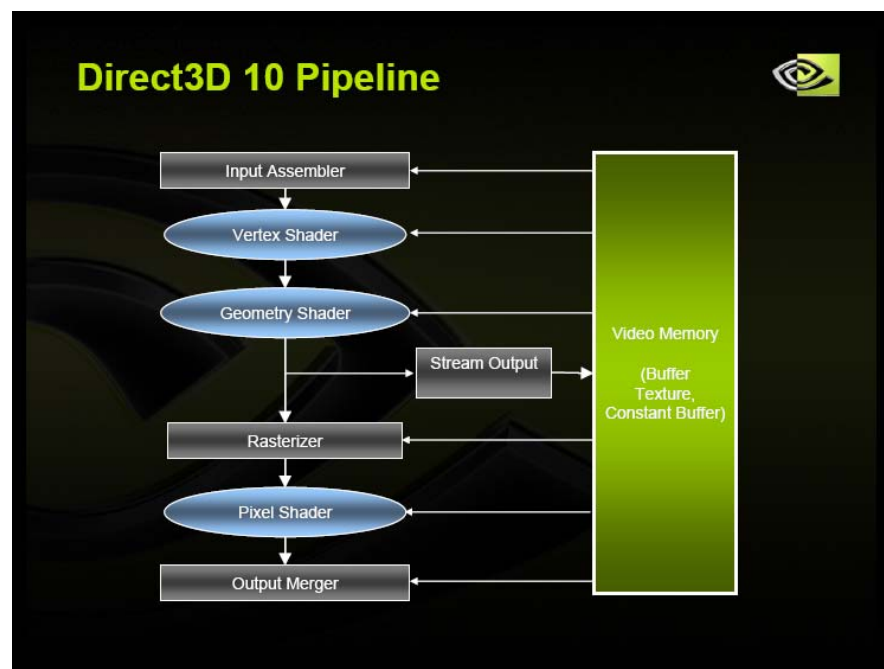 Direct3D 10 Pipeline
Input Assembler
Vertex Shader
Geometry Shader
Stream Output
Rasterizer
Pixel Shader
Output Merger
Video Memory
(Buffer
Texture,
Constant Buffer)